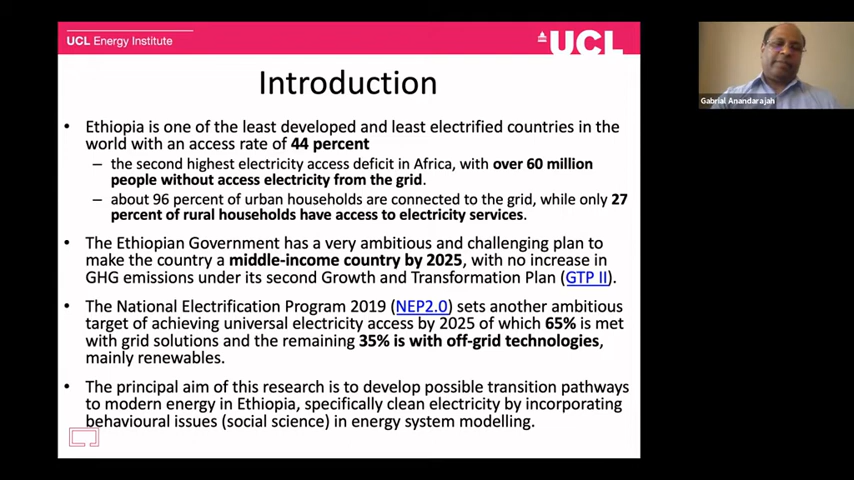 UCL Energy Institute
UCL
Introduction
• Ethiopia is one of the least developed and least electrified countries in the
world with an access rate of 44 percent
– the second highest electricity access deficit in Africa, with over 60 million
people without access electricity from the grid.
– about 96 percent of urban households are connected to the grid, while only 27
percent of rural households have access to electricity services.
• The Ethiopian Government has a very ambitious and challenging plan to
make the country a middle-income country by 2025, with no increase in
GHG emissions under its second Growth and Transformation Plan (GTP II).
• The National Electrification Program 2019 (NEP2.0) sets another ambitious
target of achieving universal electricity access by 2025 of which 65% is met
with grid solutions and the remaining 35% is with off-grid technologies,
mainly renewables.
• The principal aim of this research is to develop possible transition pathways
to modern energy in Ethiopia, specifically clean electricity by incorporating
behavioural issues (social science) in energy system modelling.
Gabrial Anandarajah